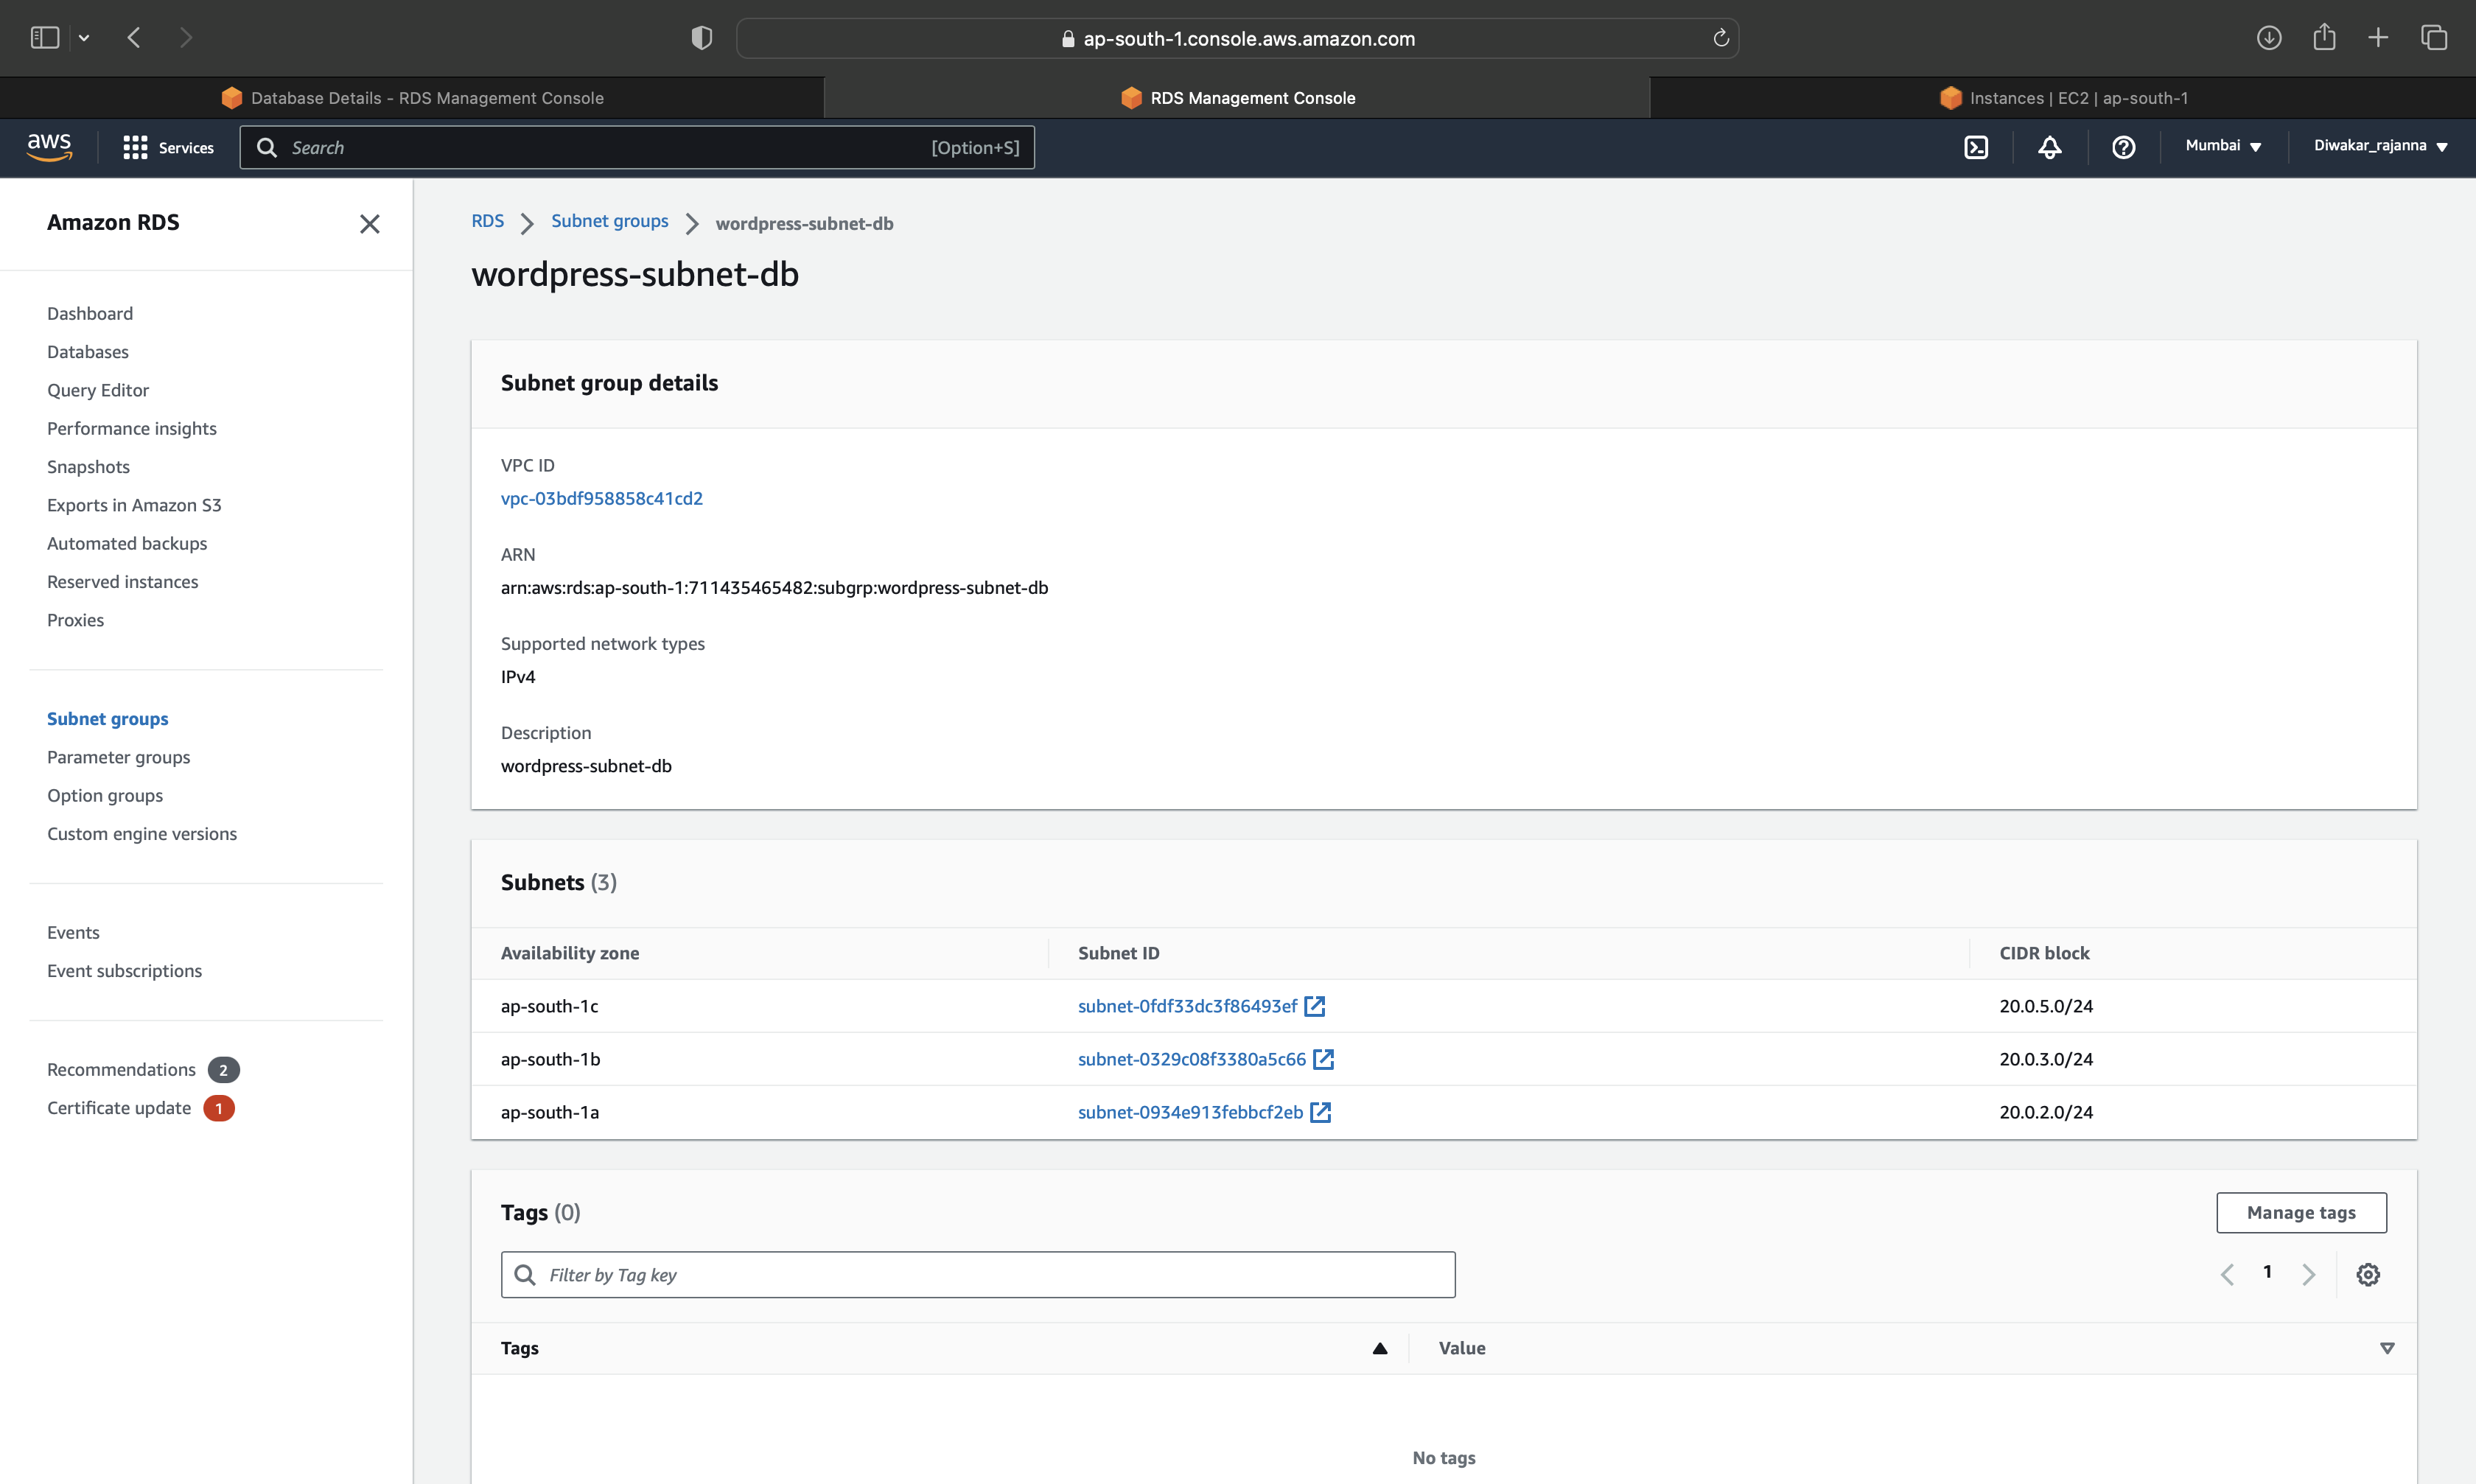 ap-south-1.console.aws.amazon.com
Database Details - RDS Management Console
RDS Management Console
Instances | EC2 | ap-south-1
aws
Services
Search
[Option+S]
Mumbai
Diwakar_rajanna
Amazon RDS
Dashboard
Databases
Query Editor
Performance insights
Snapshots
Exports in Amazon S3
Automated backups
Reserved instances
Proxies
Subnet groups
Parameter groups
Option groups
Custom engine versions
Events
Event subscriptions
Recommendations 2
Certificate update 1
RDS
Subnet groups
wordpress-subnet-db
wordpress-subnet-db
Subnet group details
VPC ID
vpc-03bdf958858c41cd2
ARN
arn:aws:rds:ap-south-1:711435465482:subgrp:wordpress-subnet-db
Supported network types
IPv4
Description
wordpress-subnet-db
Subnets (3)
Availability zone Subnet ID CIDR block
ap-south-1c subnet-0fdf33dc3f86493ef 20.0.5.0/24
ap-south-1b subnet-0329c08f3380a5c66 20.0.3.0/24
ap-south-1a subnet-0934e913febbcf2eb 20.0.2.0/24
Tags (0)
Manage tags
Filter by Tag key
1
Tags Value
No tags